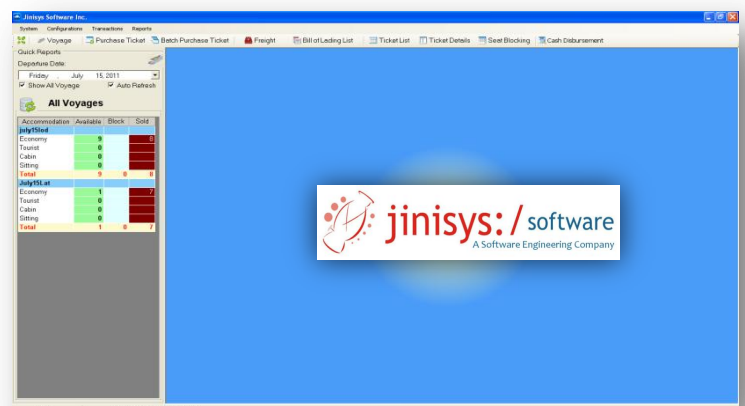 Jinisys Software Inc.
System Configurations Transactions Reports
Voyage Purchase Ticket Batch Purchase Ticket Freight Bill of Lading List Ticket List Ticket Details Seat Blocking Cash Disbursement
Quick Reports
Departure Date:
Friday , July 15, 2011
Show All Voyage Auto Refresh
All Voyages
Accommodation Available Block Sold
july15lod
Economy 9 8
Tourist 0
Cabin 0
Sitting 0
Total 9 0 8
July15Lat
Economy 1 7
Tourist 0
Cabin 0
Sitting 0
Total 1 0 7
jinisys:/ software
A Software Engineering Company